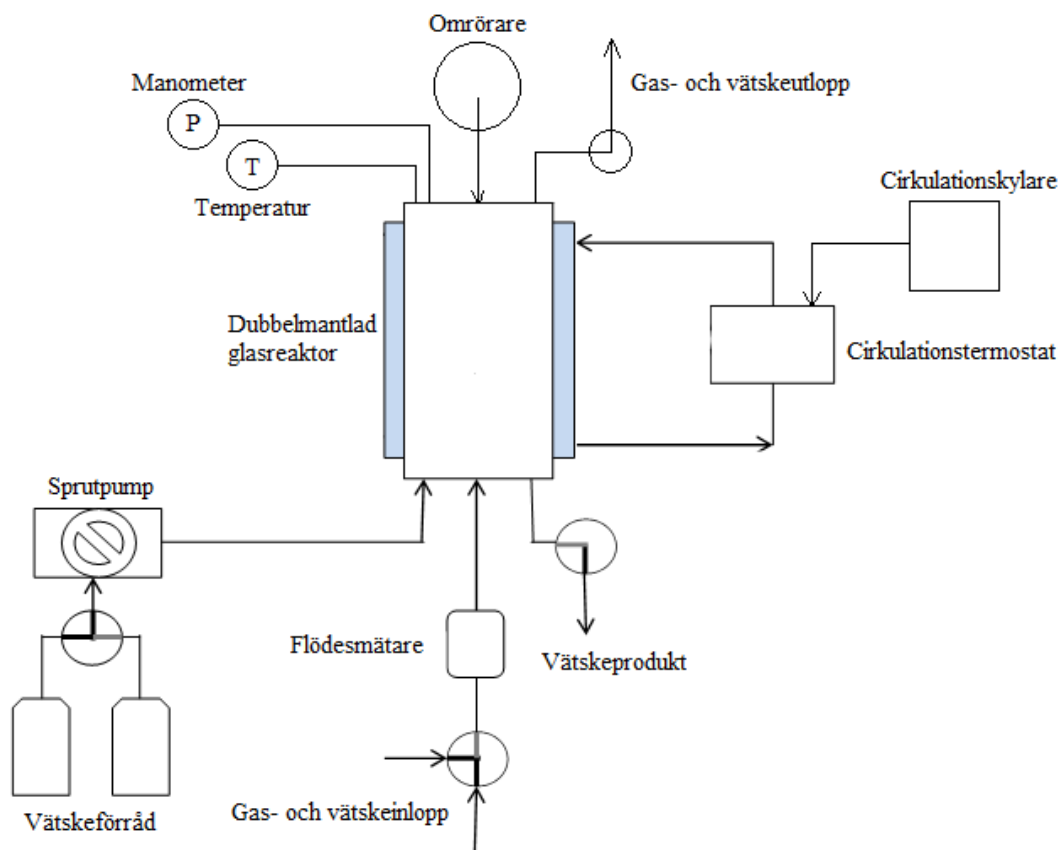 Omrörare
Manometer
P
Gas- och vätskeutlopp
T
Temperatur
Cirkulationskylare
Dubbelmantlad
glasreaktor
Cirkulationstermostat
Sprutpump
Flödesmätare
Vätskeprodukt
Gas- och vätskeinlopp
Vätskeförråd